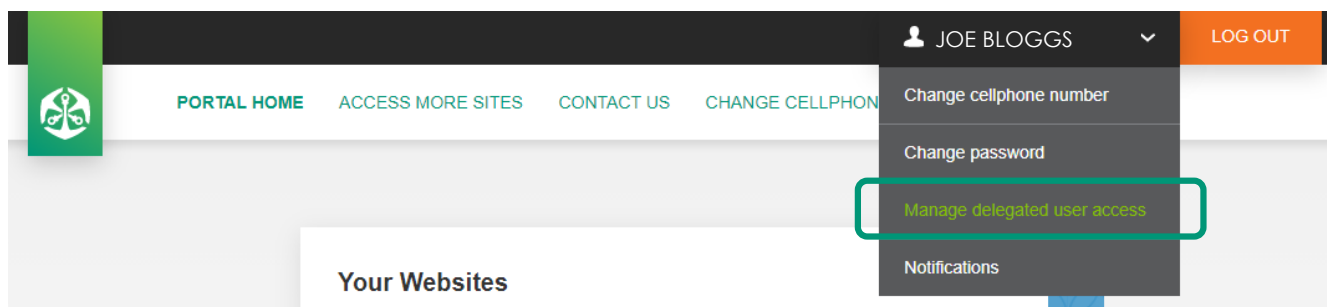 JOE BLOGGS
LOG OUT
PORTAL HOME ACCESS MORE SITES CONTACT US CHANGE CELLPHON
Change cellphone number
Change password
Manage delegated user access
Notifications
Your Websites